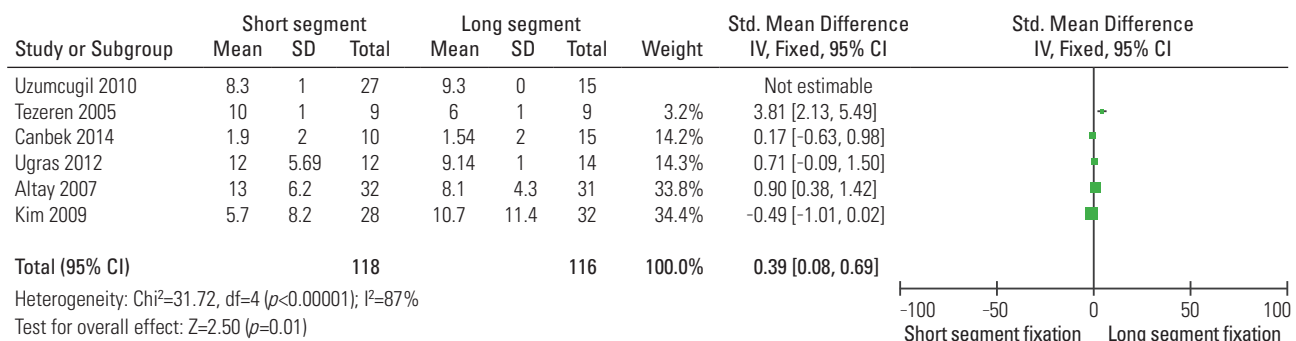 Short segment Long segment Std. Mean Difference Std. Mean Difference
Study or Subgroup Mean SD Total Mean SD Total Weight IV, Fixed, 95% CI IV, Fixed, 95% CI
Uzumcugil 2010 8.3 1 27 9.3 0 15 Not estimable
Tezeren 2005 10 1 9 6 1 9 3.2% 3.81 [2.13, 5.49]
Canbek 2014 1.9 2 10 1.54 2 15 14.2% 0.17 [-0.63, 0.98]
Ugras 2012 12 5.69 12 9.14 1 14 14.3% 0.71 [-0.09, 1.50]
Altay 2007 13 6.2 32 8.1 4.3 31 33.8% 0.90 [0.38, 1.42]
Kim 2009 5.7 8.2 28 10.7 11.4 32 34.4% -0.49 [-1.01, 0.02]
Total (95% CI) 118 116 100.0% 0.39 [0.08, 0.69]
Heterogeneity: Chi²=31.72, df=4 (p<0.00001); I²=87%
Test for overall effect: Z=2.50 (p=0.01)
-100 -50 0 50 100
Short segment fixation Long segment fixation